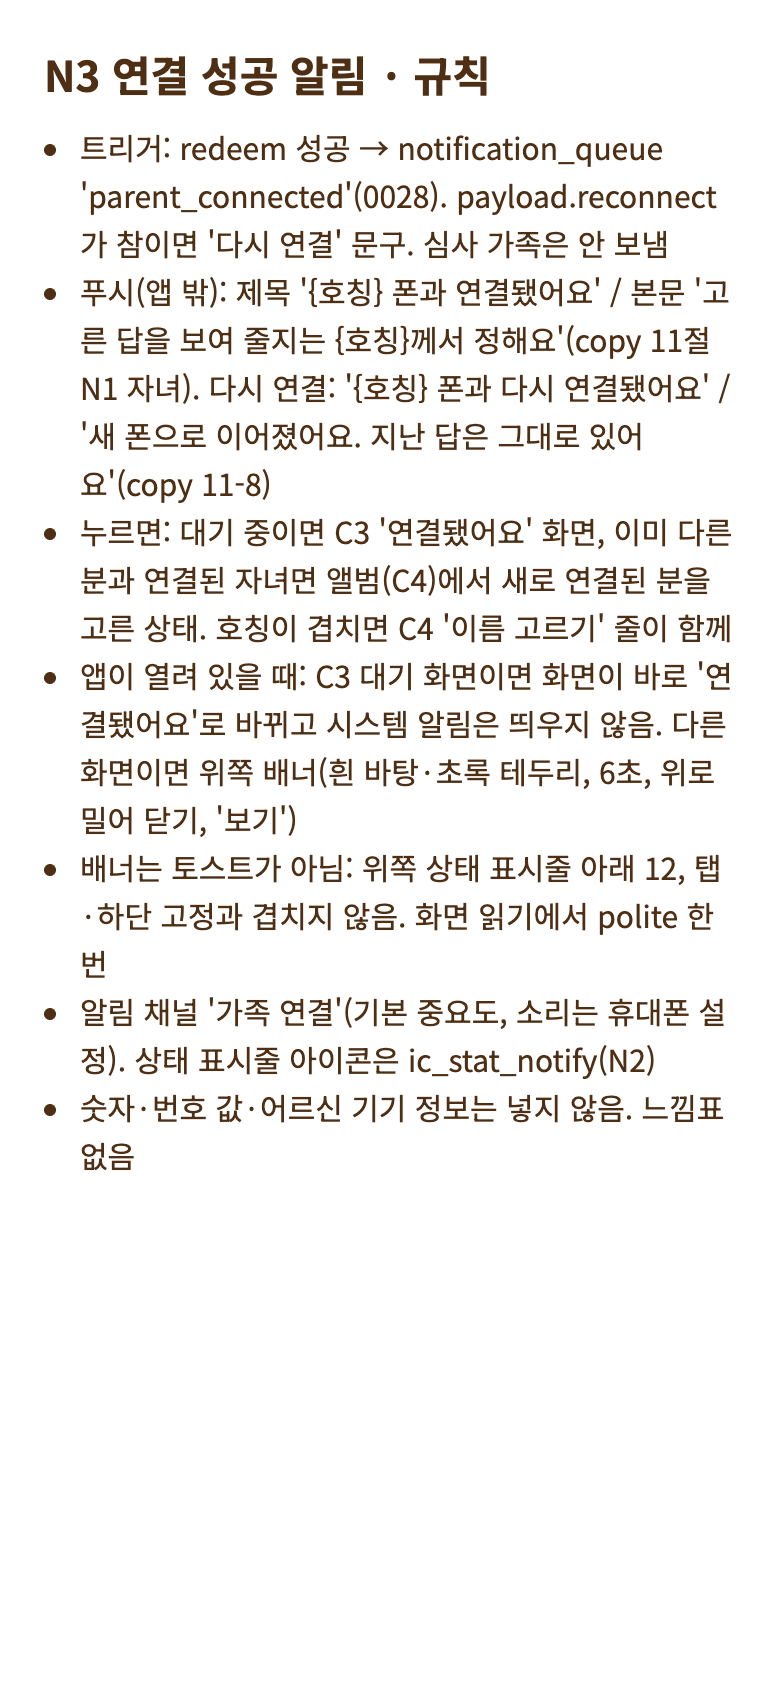 N3 연결 성공 알림 · 규칙
• 트리거: redeem 성공 → notification_queue
'parent_connected'(0028). payload.reconnect
가 참이면 '다시 연결' 문구. 심사 가족은 안 보냄
• 푸시(앱 밖): 제목 '{호칭} 폰과 연결됐어요' / 본문 '고
른 답을 보여 줄지는 {호칭}께서 정해요'(copy 11절
N1 자녀). 다시 연결: '{호칭} 폰과 다시 연결됐어요' /
'새 폰으로 이어졌어요. 지난 답은 그대로 있어
요'(copy 11-8)
• 누르면: 대기 중이면 C3 '연결됐어요' 화면, 이미 다른
분과 연결된 자녀면 앨범(C4)에서 새로 연결된 분을
고른 상태. 호칭이 겹치면 C4 '이름 고르기' 줄이 함께
• 앱이 열려 있을 때: C3 대기 화면이면 화면이 바로 '연
결됐어요'로 바뀌고 시스템 알림은 띄우지 않음. 다른
화면이면 위쪽 배너(흰 바탕·초록 테두리, 6초, 위로
밀어 닫기, '보기')
• 배너는 토스트가 아님: 위쪽 상태 표시줄 아래 12, 탭
·하단 고정과 겹치지 않음. 화면 읽기에서 polite 한
번
• 알림 채널 '가족 연결'(기본 중요도, 소리는 휴대폰 설
정). 상태 표시줄 아이콘은 ic_stat_notify(N2)
• 숫자·번호 값·어르신 기기 정보는 넣지 않음. 느낌표
없음